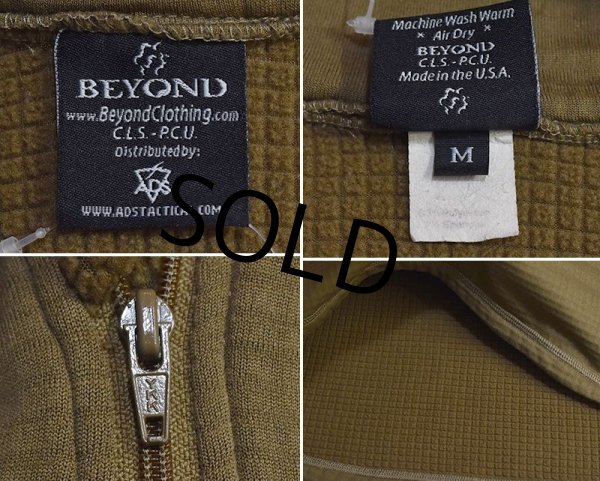 BEYOND
www.BeyondClothing.com
C.L.S. - P.C.U.
Distributed by:
ADS
WWW.ADSTACTICAL.COM
Machine Wash Warm
Air Dry
BEYOND
C.L.S. - P.C.U.
Made in the U.S.A.
M
SOLD
YKK